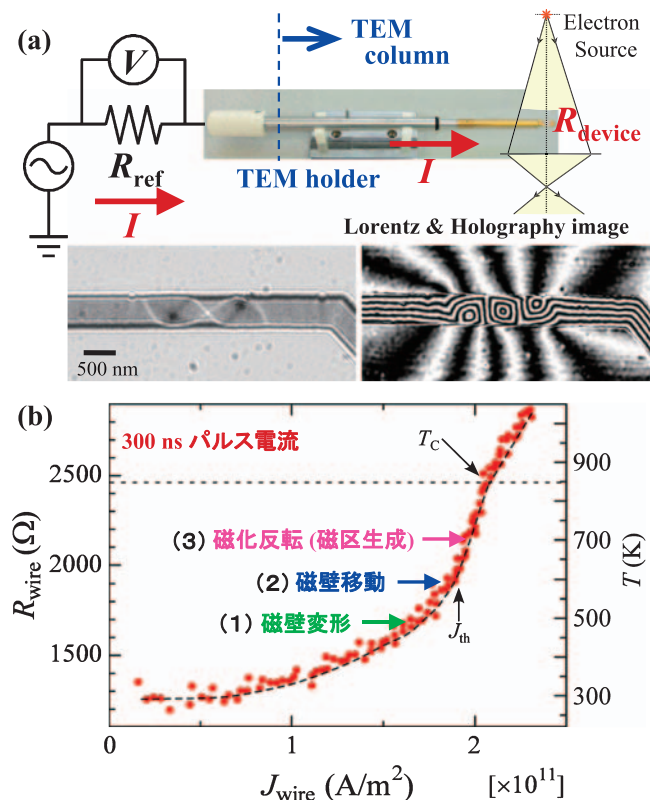 (a)
TEM
column
Electron
Source
V
R_ref
I
TEM holder
I
R_device
Lorentz & Holography image
500 nm
(b)
300 ns パルス電流
T_C
(3) 磁化反転 (磁区生成)
(2) 磁壁移動
(1) 磁壁変形
J_th
R_wire (Ω)
2500
2000
1500
T (K)
900
700
500
300
0
1
2
J_wire (A/m²)
[×10¹¹]